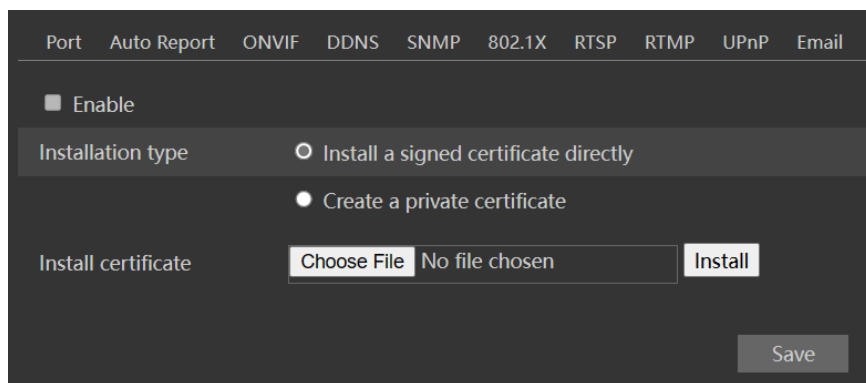 Port Auto Report ONVIF DDNS SNMP 802.1X RTSP RTMP UPnP Email
Enable
Installation type Install a signed certificate directly
Create a private certificate
Install certificate Choose File No file chosen Install
Save